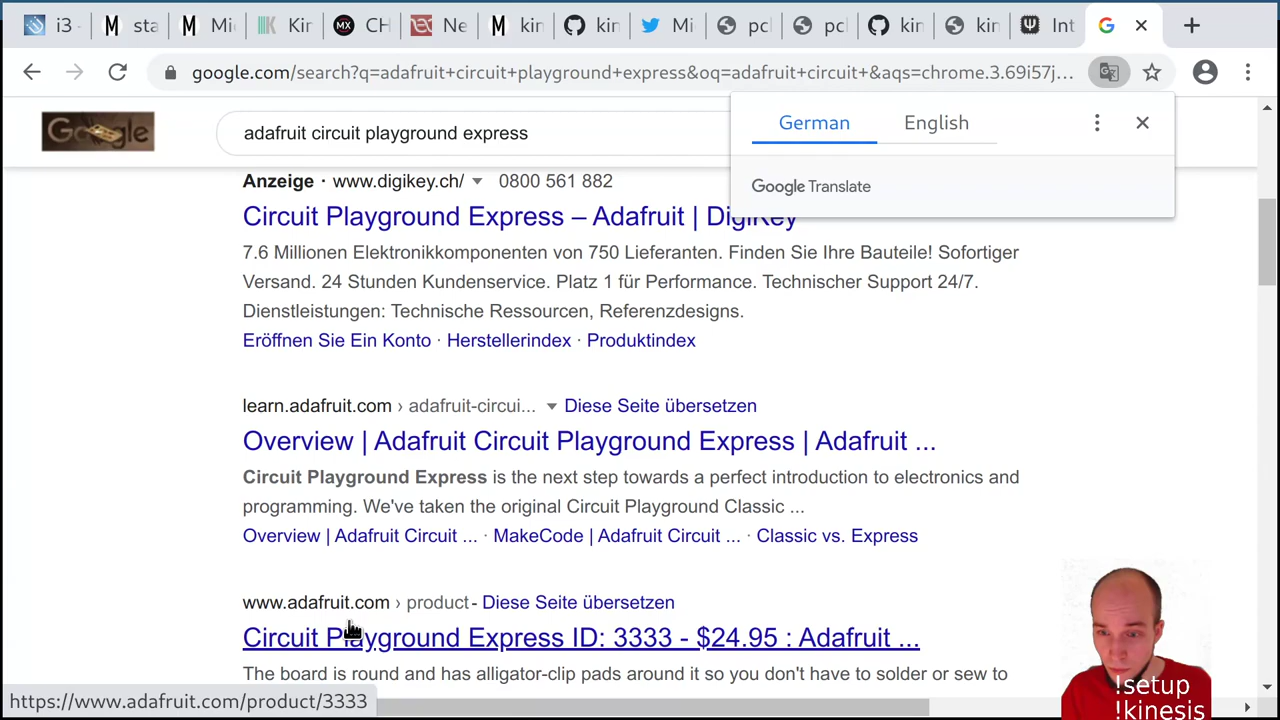 i3
sta
Mi
Kir
CH
Ne
kin
kin
Mi
pcl
pcl
kin
kin
Int
google.com/search?q=adafruit+circuit+playground+express&oq=adafruit+circuit+&aqs=chrome.3.69i57j...
Google
adafruit circuit playground express
German
English
Google Translate
Anzeige · www.digikey.ch/ 0800 561 882
Circuit Playground Express – Adafruit | DigiKey
7.6 Millionen Elektronikkomponenten von 750 Lieferanten. Finden Sie Ihre Bauteile! Sofortiger
Versand. 24 Stunden Kundenservice. Platz 1 für Performance. Technischer Support 24/7.
Dienstleistungen: Technische Ressourcen, Referenzdesigns.
Eröffnen Sie Ein Konto · Herstellerindex · Produktindex
learn.adafruit.com › adafruit-circui... Diese Seite übersetzen
Overview | Adafruit Circuit Playground Express | Adafruit ...
Circuit Playground Express is the next step towards a perfect introduction to electronics and
programming. We've taken the original Circuit Playground Classic ...
Overview | Adafruit Circuit ... · MakeCode | Adafruit Circuit ... · Classic vs. Express
www.adafruit.com › product - Diese Seite übersetzen
Circuit Playground Express ID: 3333 - $24.95 : Adafruit ...
The board is round and has alligator-clip pads around it so you don't have to solder or sew to
https://www.adafruit.com/product/3333
!setup
!kinesis